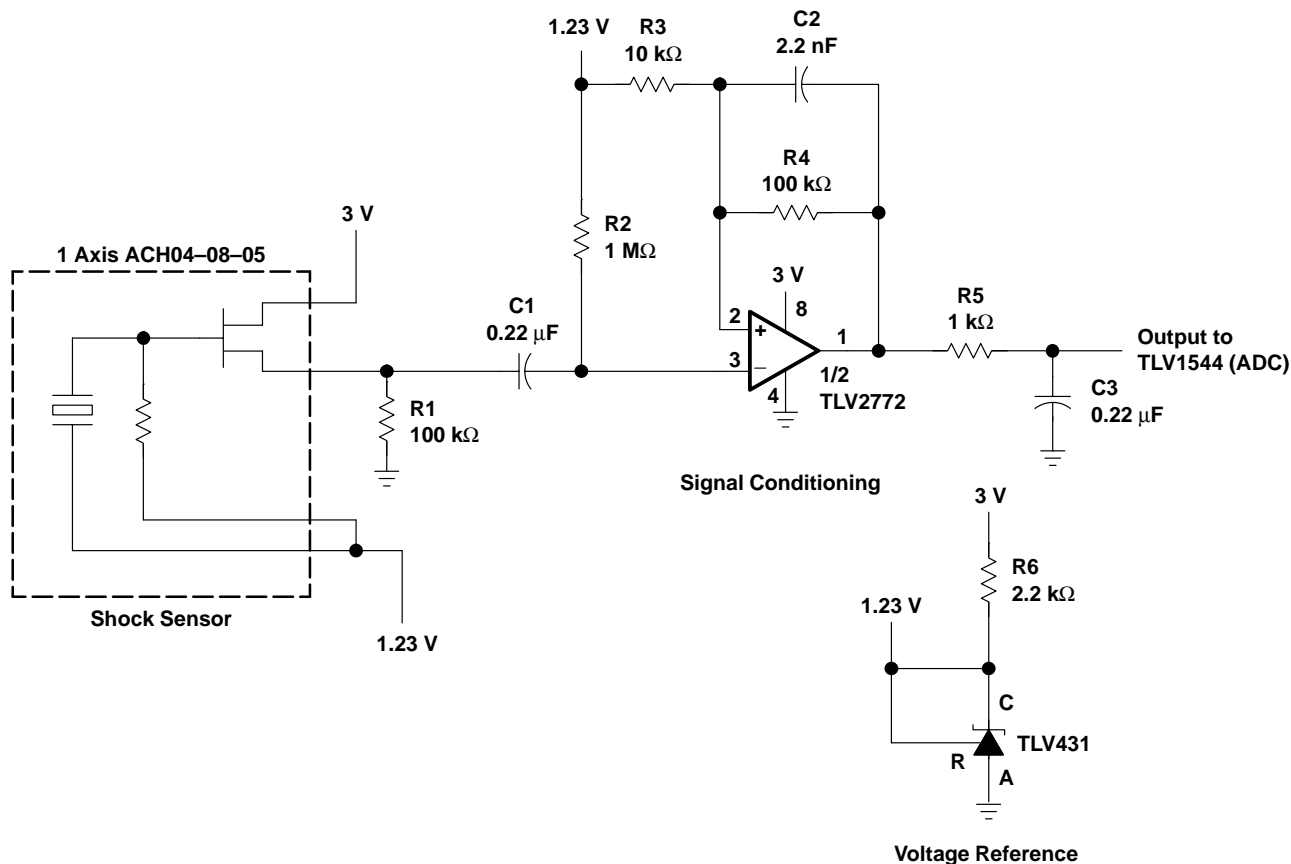 1.23 V
R3
10 kΩ
C2
2.2 nF
R4
100 kΩ
3 V
R2
1 MΩ
1 Axis ACH04–08–05
C1
0.22 μF
3 V
8
2
+
3
–
4
1
1/2
TLV2772
R5
1 kΩ
Output to
TLV1544 (ADC)
C3
0.22 μF
R1
100 kΩ
Signal Conditioning
Shock Sensor
1.23 V
3 V
R6
2.2 kΩ
1.23 V
C
TLV431
R
A
Voltage Reference